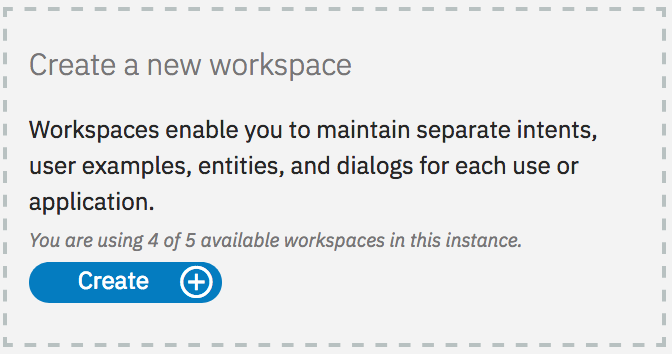 Create a new workspace
Workspaces enable you to maintain separate intents,
user examples, entities, and dialogs for each use or
application.
You are using 4 of 5 available workspaces in this instance.
Create